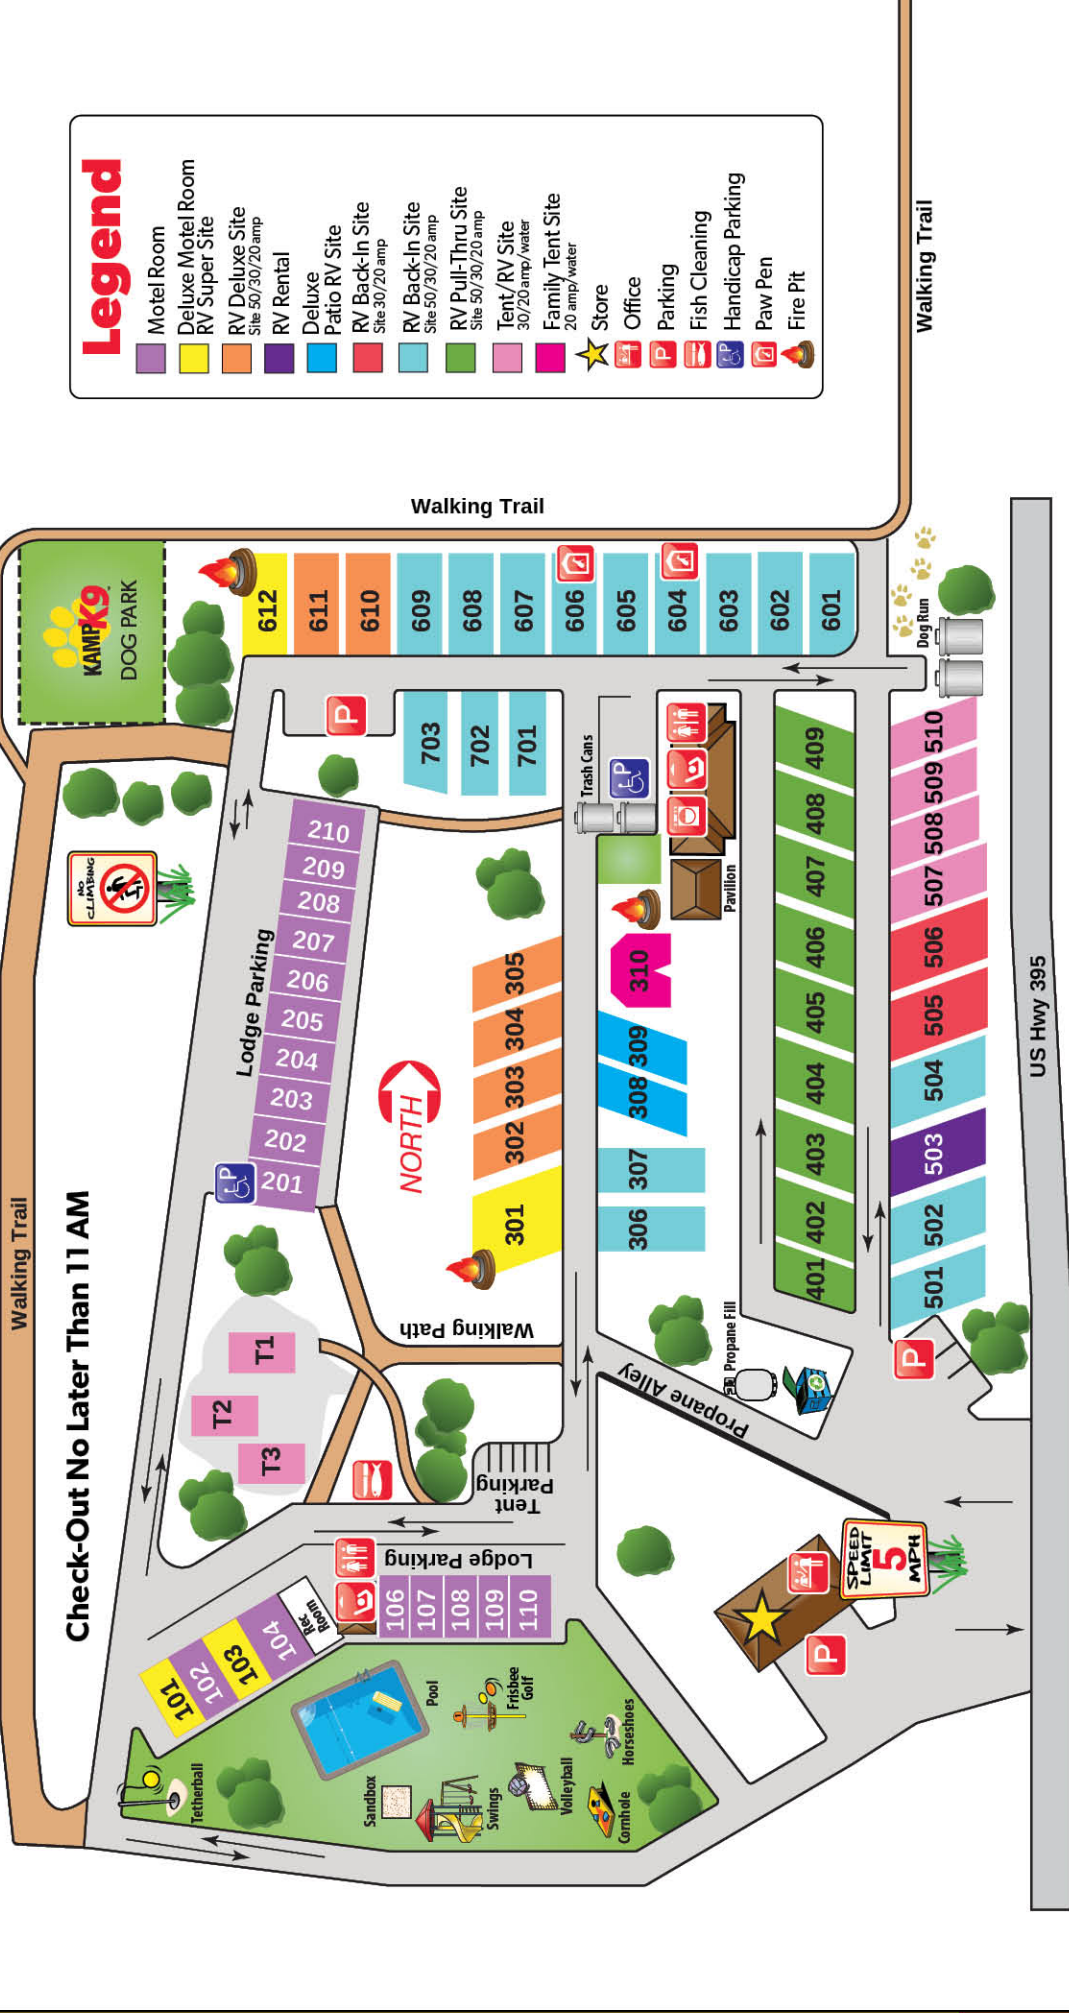 Legend
Motel Room
Deluxe Motel Room
RV Super Site
RV Deluxe Site
Site 50/30/20 amp
RV Rental
Deluxe
Patio RV Site
RV Back-In Site
Site 30/20 amp
RV Back-In Site
Site 50/30/20 amp
RV Pull-Thru Site
Site 50/30/20 amp
Tent/RV Site
30/20 amp/water
Family Tent Site
20 amp/water
Store
Office
P
Parking
Fish Cleaning
P
Handicap Parking
Paw Pen
Fire Pit
Walking Trail
Walking Trail
Walking Trail
Check-Out No Later Than 11 AM
KAMPK9
DOG PARK
NO
CLIMBING
612
611
610
609
608
607
606
605
604
603
602
601
Dog Run
P
703
702
701
Trash Cans
P
Pavilion
Lodge Parking
210
209
208
207
206
205
204
203
202
201
P
NORTH
305
304
303
302
301
310
309
308
307
306
409
408
407
406
405
404
403
402
401
510
509
508
507
506
505
504
503
502
501
US Hwy 395
P
T1
T2
T3
Walking Path
Propane Alley
Propane Fill
Tent
Parking
Lodge Parking
101
102
103
104
Rec
Room
106
107
108
109
110
SPEED
LIMIT
5
MPH
P
Pool
Frisbee
Golf
Horseshoes
Volleyball
Cornhole
Swings
Sandbox
Tetherball